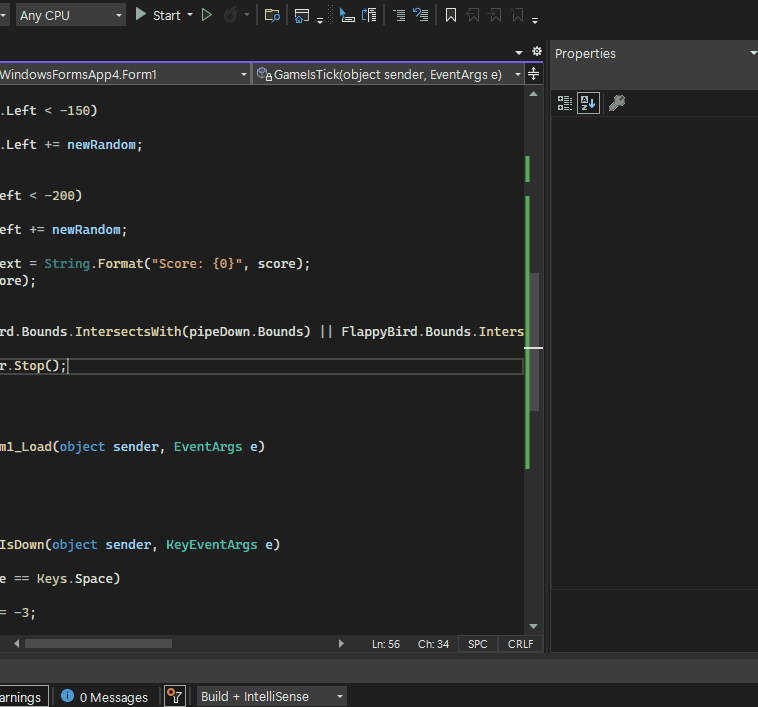 Any CPU
Start
Properties
WindowsFormsApp4.Form1
GameIsTick(object sender, EventArgs e)
.Left < -150)
.Left += newRandom;
eft < -200)
eft += newRandom;
ext = String.Format("Score: {0}", score);
ore);
rd.Bounds.IntersectsWith(pipeDown.Bounds) || FlappyBird.Bounds.Inters
r.Stop();
m1_Load(object sender, EventArgs e)
IsDown(object sender, KeyEventArgs e)
e == Keys.Space)
= -3;
Ln: 56 Ch: 34 SPC CRLF
arnings
0 Messages
Build + IntelliSense